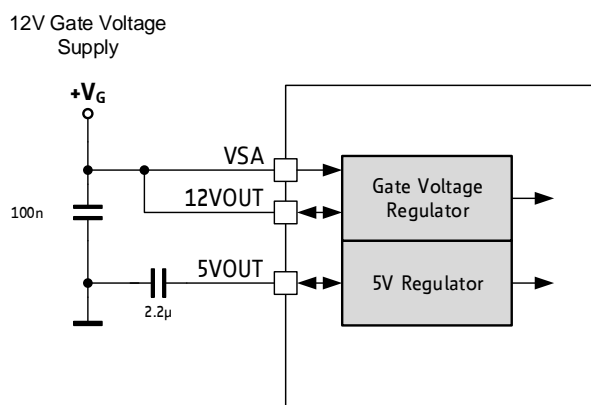 12V Gate Voltage
Supply
+VG
VSA
12VOUT
100n
5VOUT
2.2µ
Gate Voltage
Regulator
5V Regulator